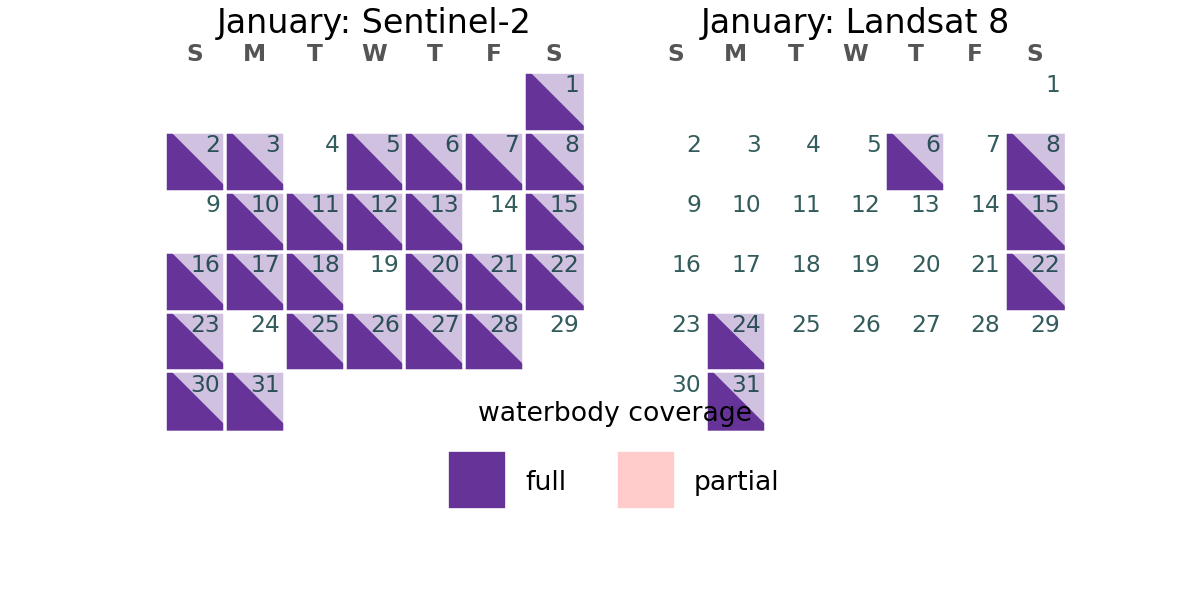 January: Sentinel-2
S M T W T F S
1
2 3 4 5 6 7 8
9 10 11 12 13 14 15
16 17 18 19 20 21 22
23 24 25 26 27 28 29
30 31
January: Landsat 8
S M T W T F S
1
2 3 4 5 6 7 8
9 10 11 12 13 14 15
16 17 18 19 20 21 22
23 24 25 26 27 28 29
30 31
waterbody coverage
full partial